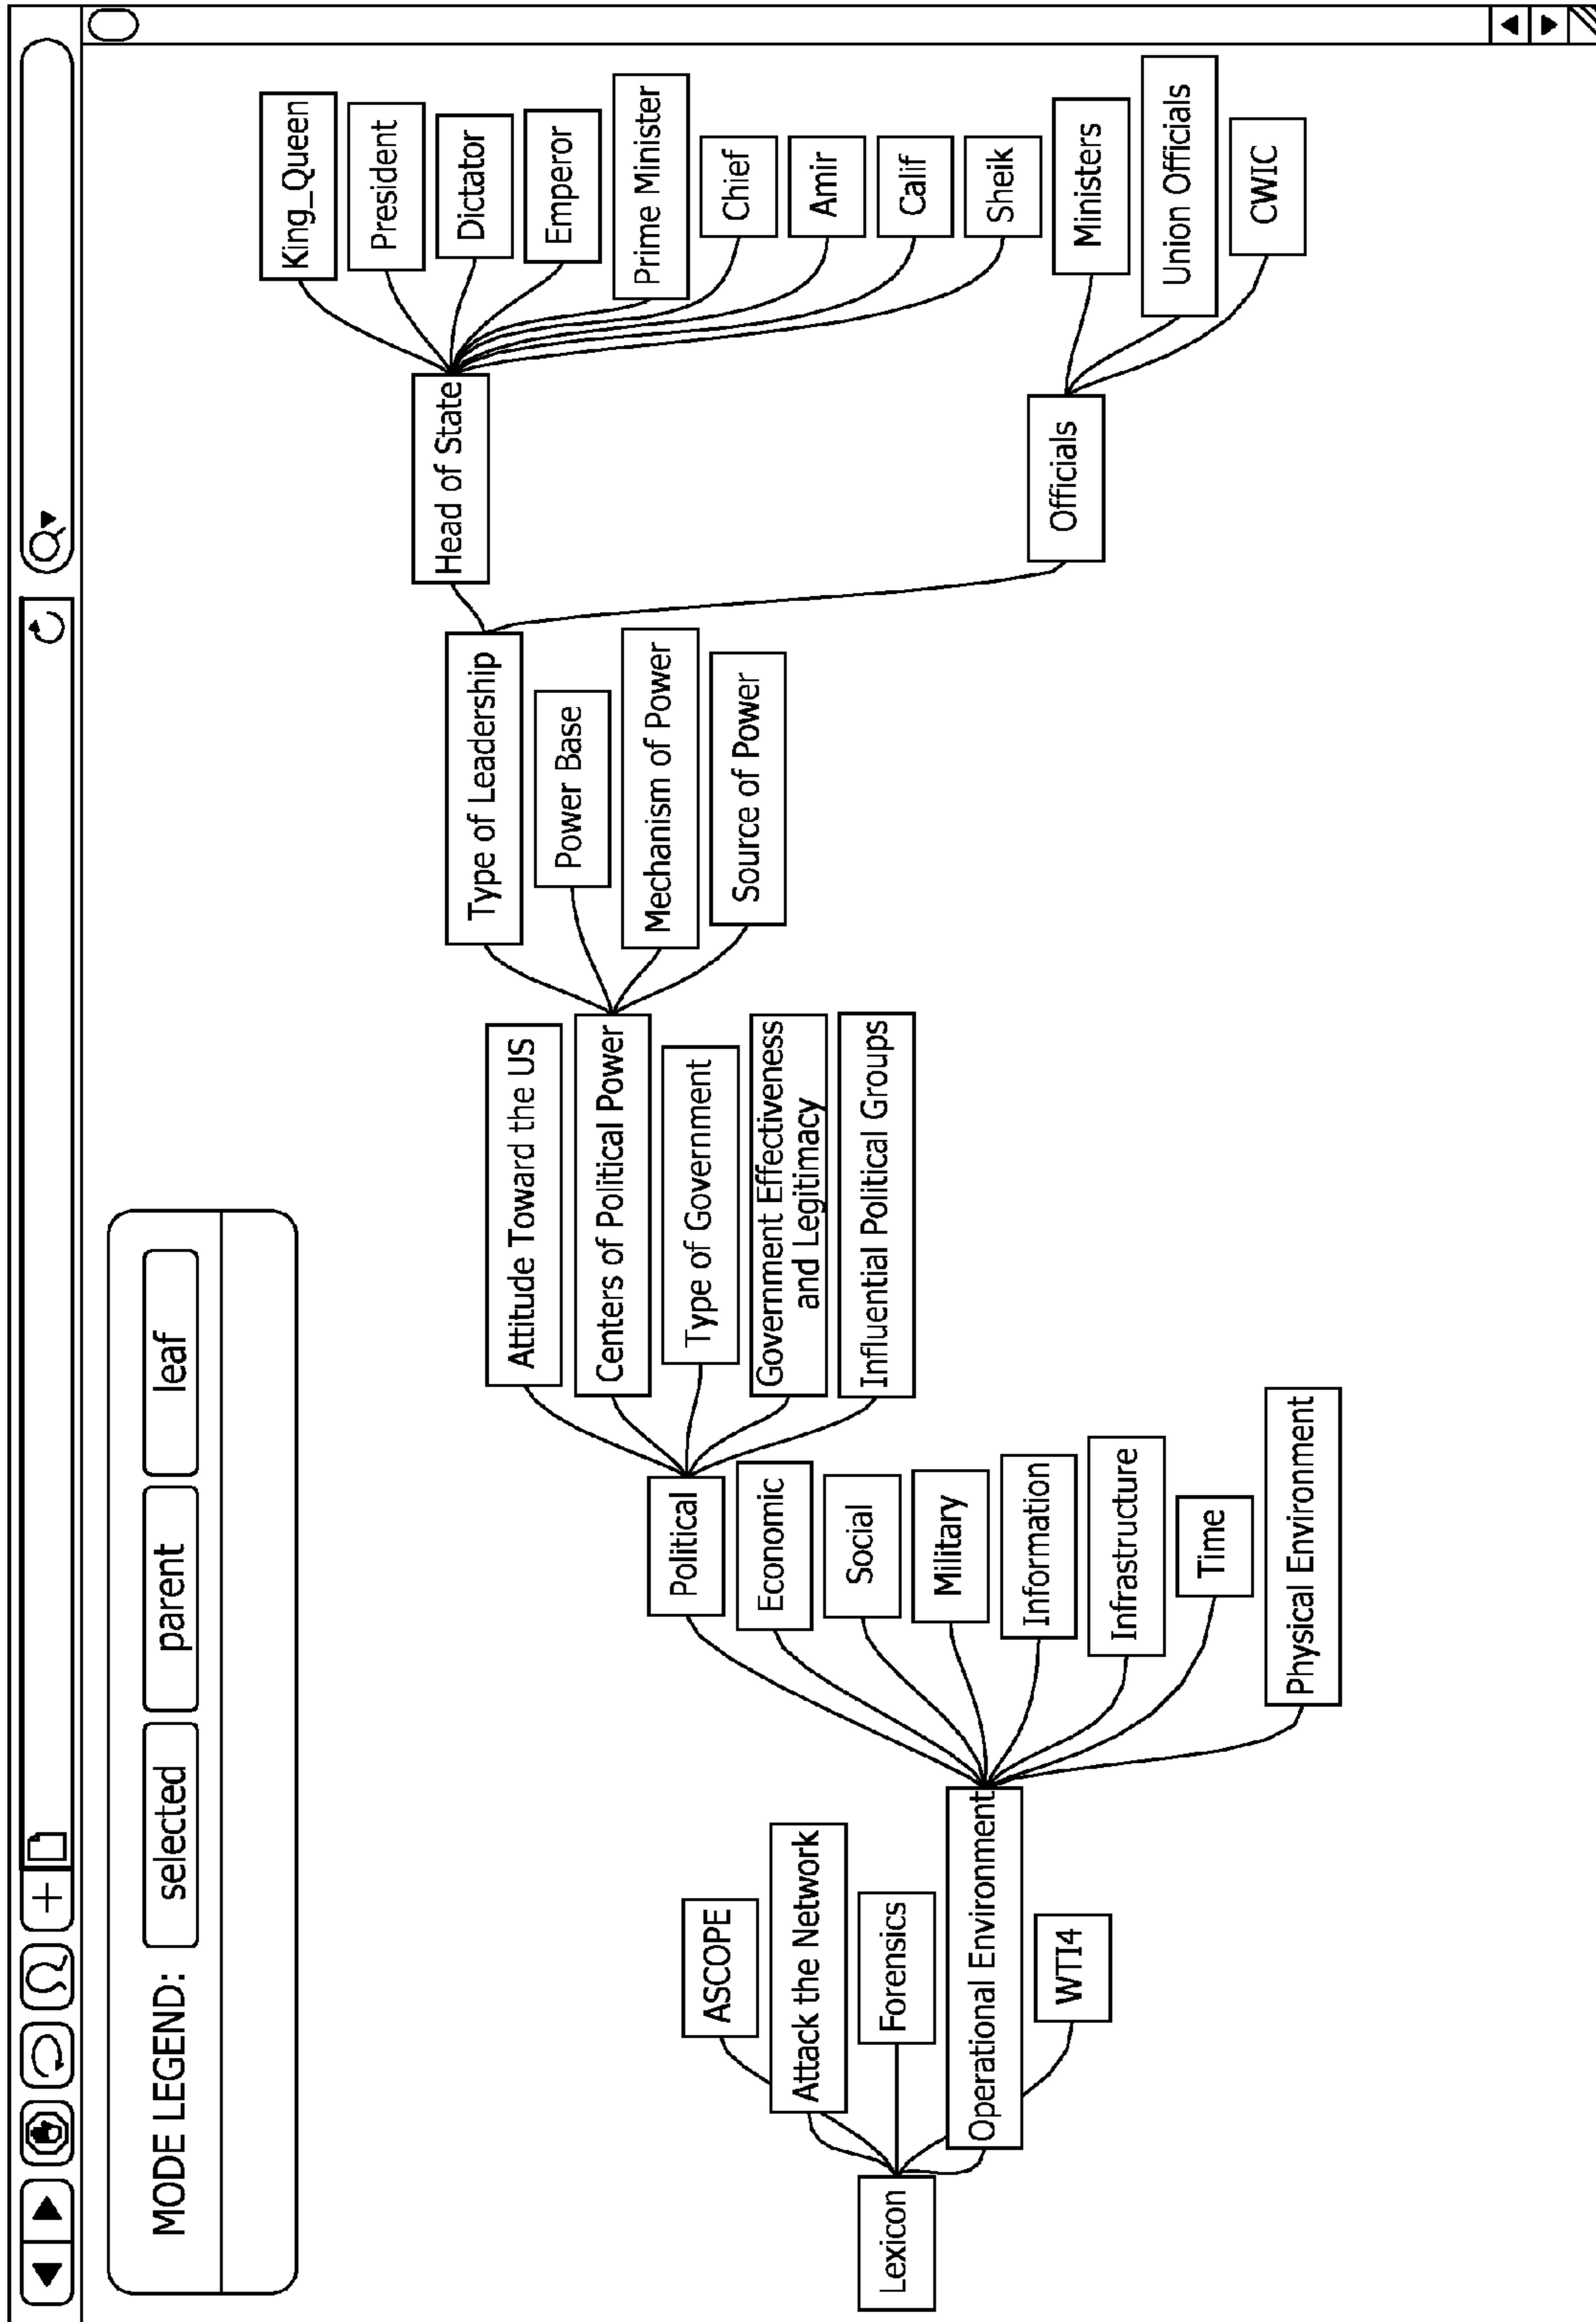 MODE LEGEND:
selected
parent
leaf
Lexicon
ASCOPE
Attack the Network
Forensics
Operational Environment
WTI4
Political
Economic
Social
Military
Information
Infrastructure
Time
Physical Environment
Attitude Toward the US
Centers of Political Power
Type of Government
Government Effectiveness
and Legitimacy
Influential Political Groups
Type of Leadership
Power Base
Mechanism of Power
Source of Power
Head of State
Officials
King_Queen
President
Dictator
Emperor
Prime Minister
Chief
Amir
Calif
Sheik
Ministers
Union Officials
CWIC